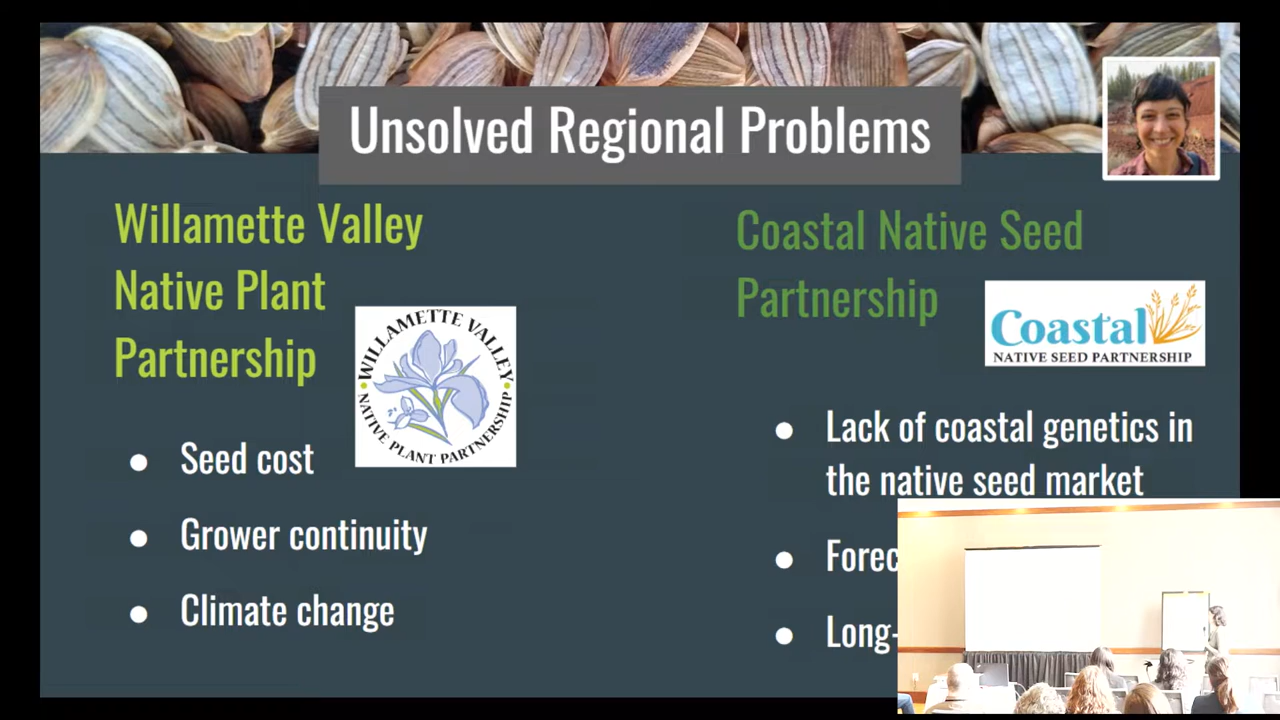 Unsolved Regional Problems
Willamette Valley
Native Plant
Partnership
WILLAMETTE VALLEY
NATIVE PLANT PARTNERSHIP
• Seed cost
• Grower continuity
• Climate change
Coastal Native Seed
Partnership
Coastal
NATIVE SEED PARTNERSHIP
• Lack of coastal genetics in
the native seed market